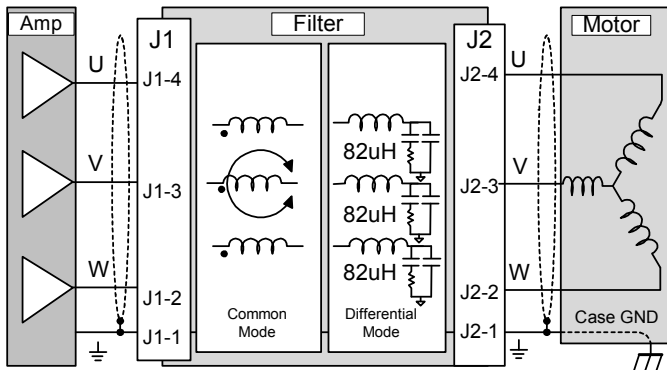 Amp
J1
Filter
J2
Motor
U
J1-4
V
J1-3
W
J1-2
J1-1
82uH
82uH
82uH
Common
Mode
Differential
Mode
U
J2-4
V
J2-3
W
J2-2
J2-1
Case GND